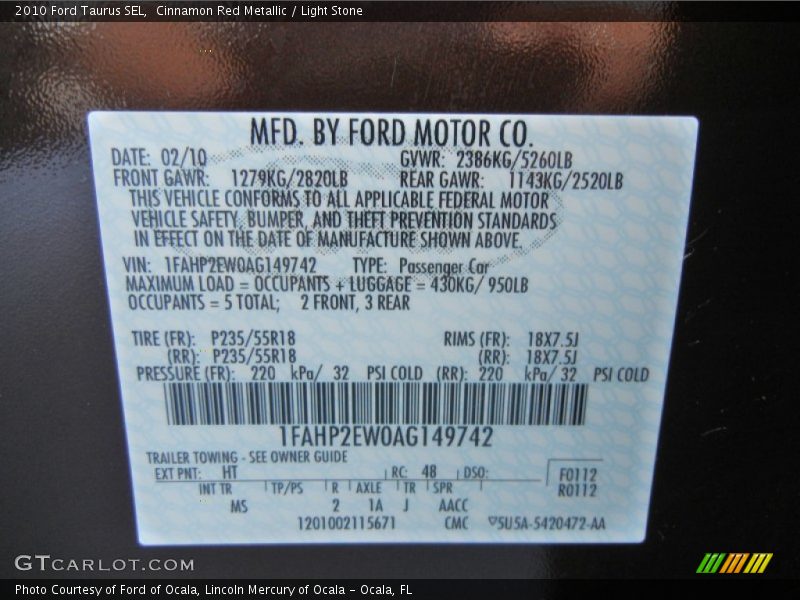 2010 Ford Taurus SEL,  Cinnamon Red Metallic / Light Stone
MFD. BY FORD MOTOR CO.
DATE: 02/10 GVWR: 2386KG/5260LB
FRONT GAWR: 1279KG/2820LB REAR GAWR: 1143KG/2520LB
THIS VEHICLE CONFORMS TO ALL APPLICABLE FEDERAL MOTOR
VEHICLE SAFETY, BUMPER, AND THEFT PREVENTION STANDARDS
IN EFFECT ON THE DATE OF MANUFACTURE SHOWN ABOVE.
VIN: 1FAHP2EW0AG149742 TYPE: Passenger Car
MAXIMUM LOAD = OCCUPANTS + LUGGAGE = 430KG/ 950LB
OCCUPANTS = 5 TOTAL; 2 FRONT, 3 REAR
TIRE (FR): P235/55R18 RIMS (FR): 18X7.5J
(RR): P235/55R18 (RR): 18X7.5J
PRESSURE (FR): 220 kPa/ 32 PSI COLD (RR): 220 kPa/ 32 PSI COLD
1FAHP2EW0AG149742
TRAILER TOWING - SEE OWNER GUIDE
EXT PNT: HT RC: 48 DSO: F0112
INT TR TP/PS R AXLE TR SPR R0112
MS 2 1A J AACC
1201002115671 CMC 5U5A-5420472-AA
GTCARLOT.COM
Photo Courtesy of Ford of Ocala, Lincoln Mercury of Ocala – Ocala, FL